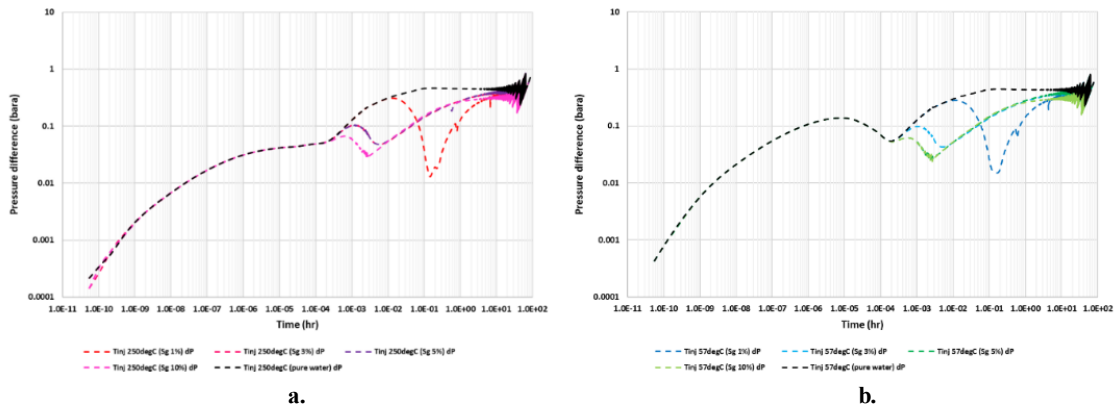 10
1
0.1
0.01
0.001
0.0001
Pressure difference (bara)
1.0E-11 1.0E-10 1.0E-09 1.0E-08 1.0E-07 1.0E-06 1.0E-05 1.0E-04 1.0E-03 1.0E-02 1.0E-01 1.0E+00 1.0E+01 1.0E+02
Time (hr)
Tinj 250degC (Sg 1%) dP Tinj 250degC (Sg 3%) dP Tinj 250degC (Sg 5%) dP
Tinj 250degC (Sg 10%) dP Tinj 250degC (pure water) dP
a.
10
1
0.1
0.01
0.001
0.0001
Pressure difference (bara)
1.0E-11 1.0E-10 1.0E-09 1.0E-08 1.0E-07 1.0E-06 1.0E-05 1.0E-04 1.0E-03 1.0E-02 1.0E-01 1.0E+00 1.0E+01 1.0E+02
Time (hr)
Tinj 57degC (Sg 1%) dP Tinj 57degC (Sg 3%) dP Tinj 57degC (Sg 5%) dP
Tinj 57degC (Sg 10%) dP Tinj 57degC (pure water) dP
b.